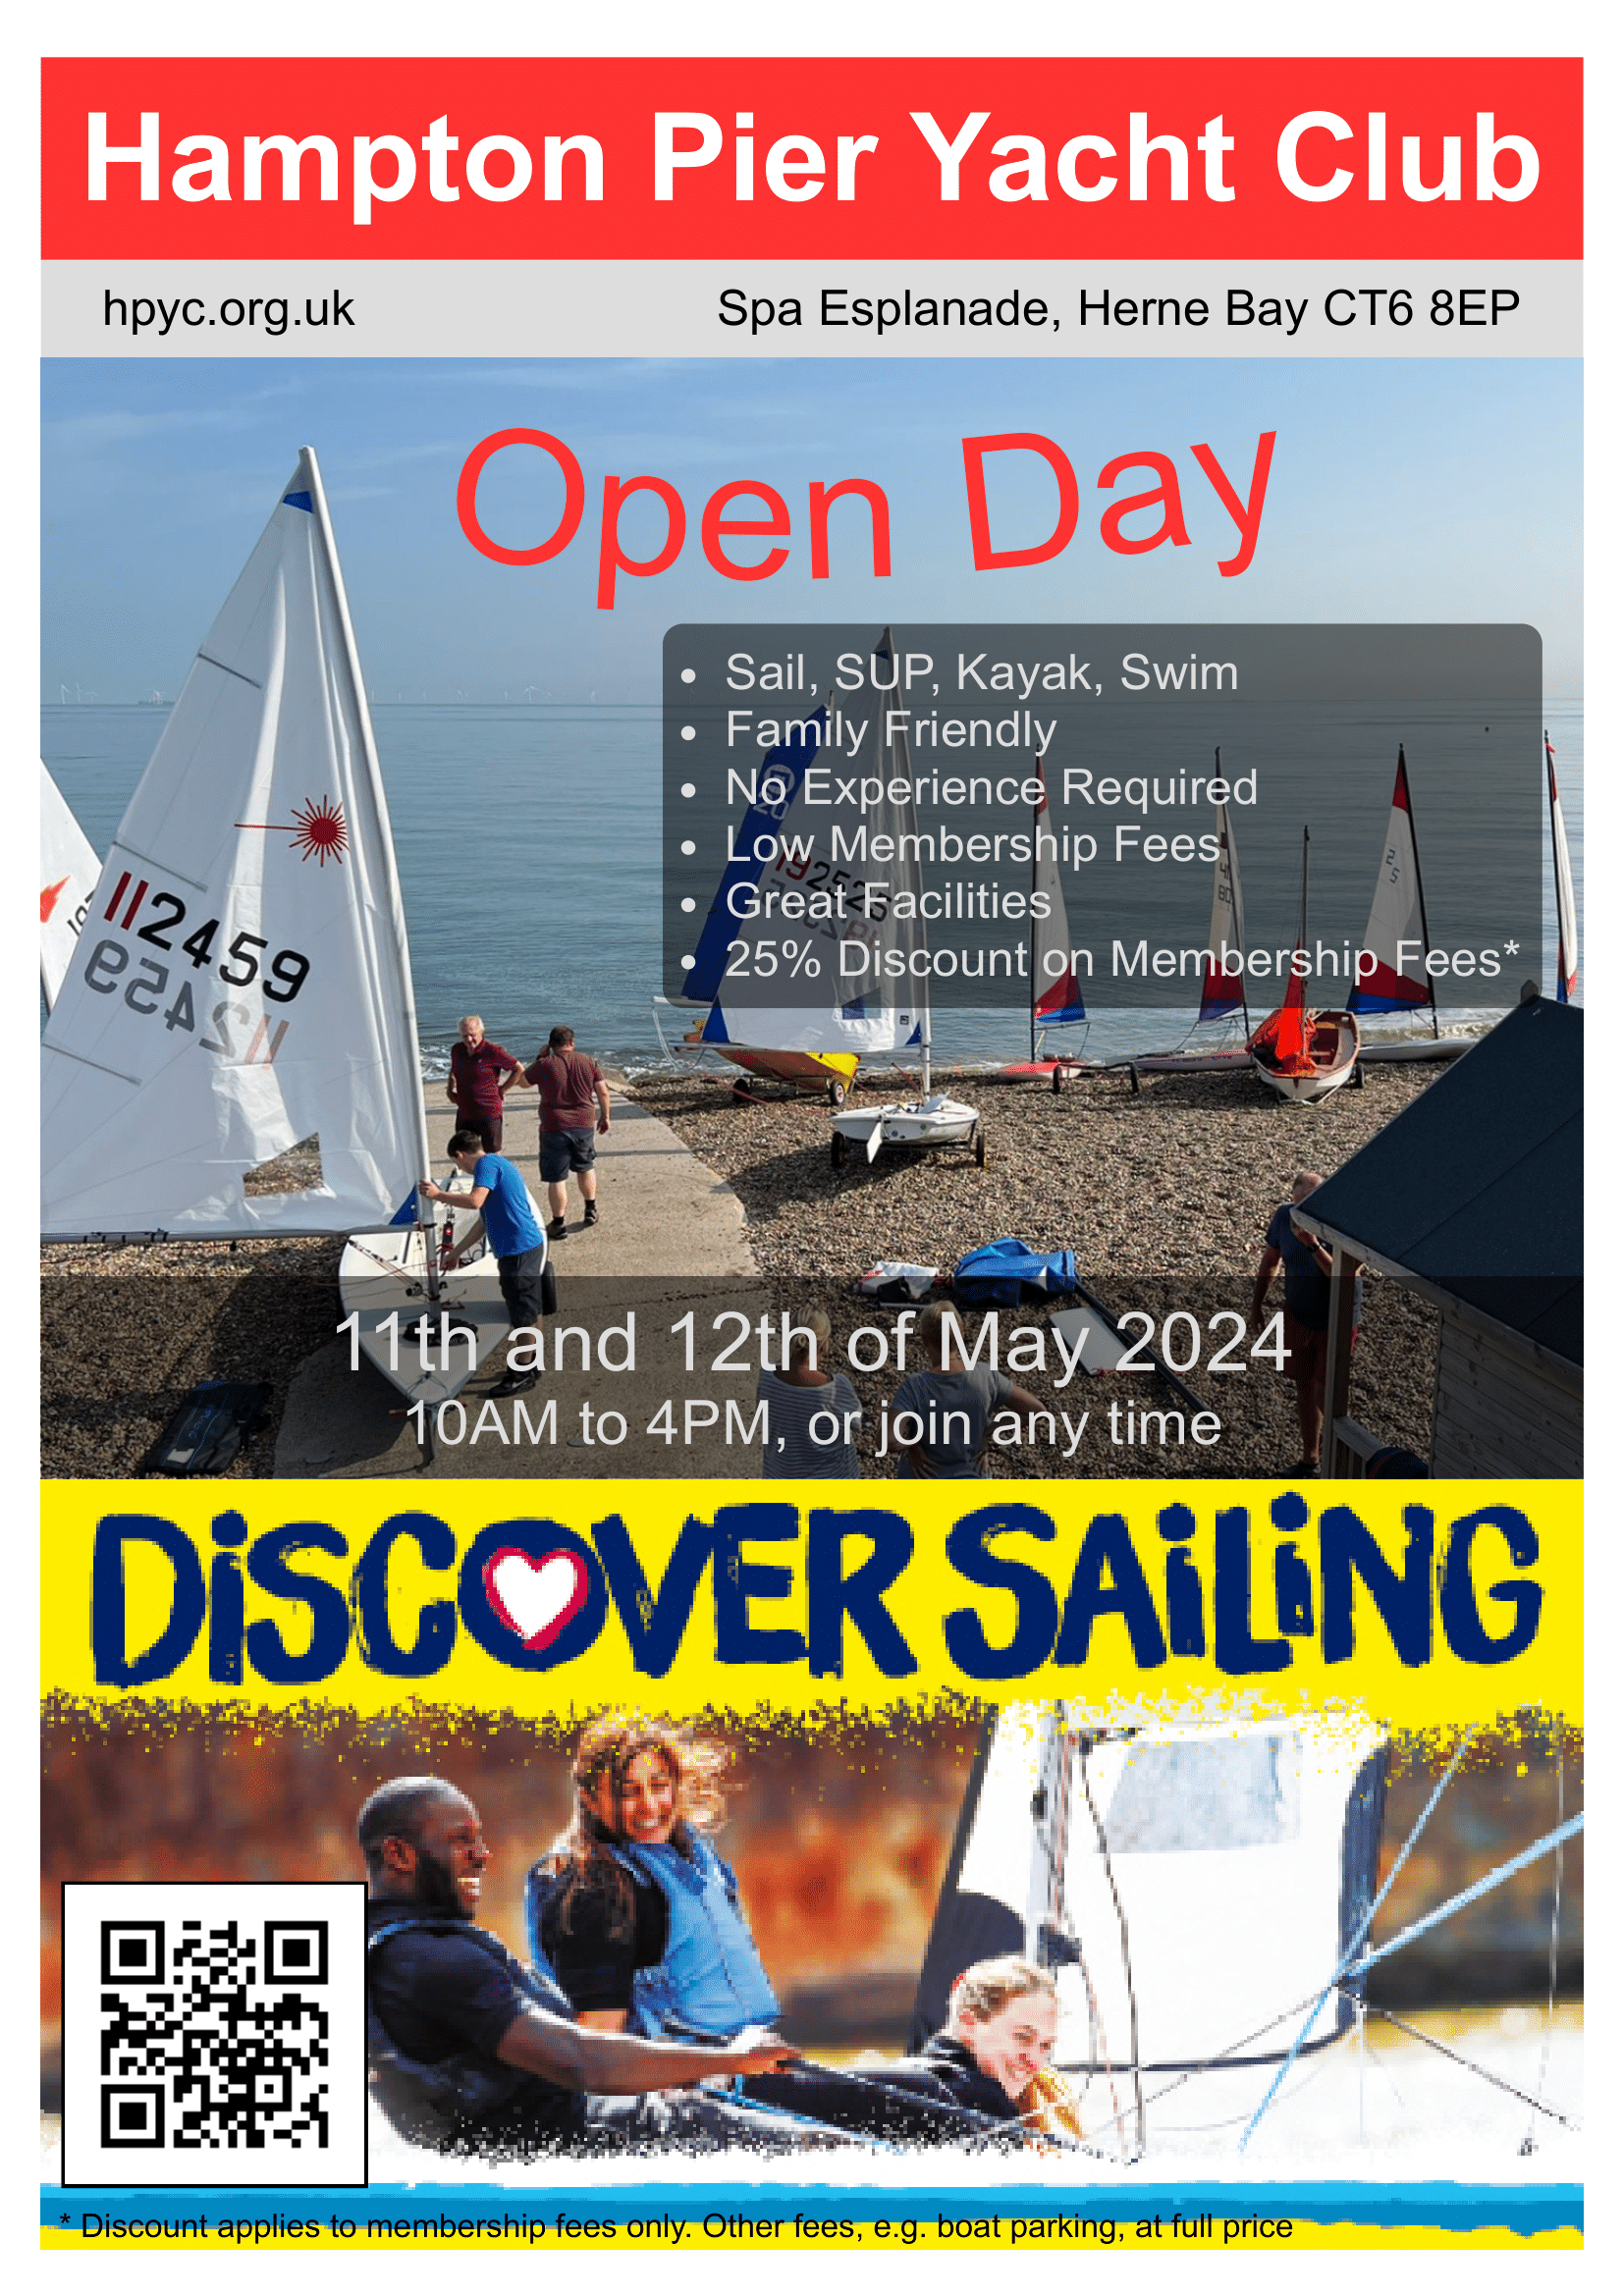 Hampton Pier Yacht Club
hpyc.org.uk
Spa Esplanade, Herne Bay CT6 8EP
Open Day
• Sail, SUP, Kayak, Swim
• Family Friendly
• No Experience Required
• Low Membership Fees
• Great Facilities
• 25% Discount on Membership Fees*
112459
112459
192525
11th and 12th of May 2024
10AM to 4PM, or join any time
DiSCOVER SAiLiNG
* Discount applies to membership fees only. Other fees, e.g. boat parking, at full price